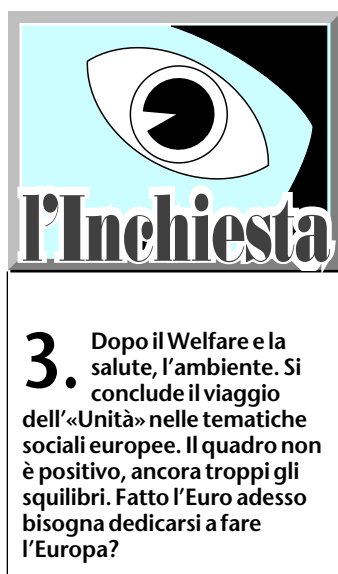 l'Inchiesta
3. Dopo il Welfare e la
salute, l'ambiente. Si
conclude il viaggio
dell'«Unità» nelle tematiche
sociali europee. Il quadro non
è positivo, ancora troppi gli
squilibri. Fatto l'Euro adesso
bisogna dedicarsi a fare
l'Europa?